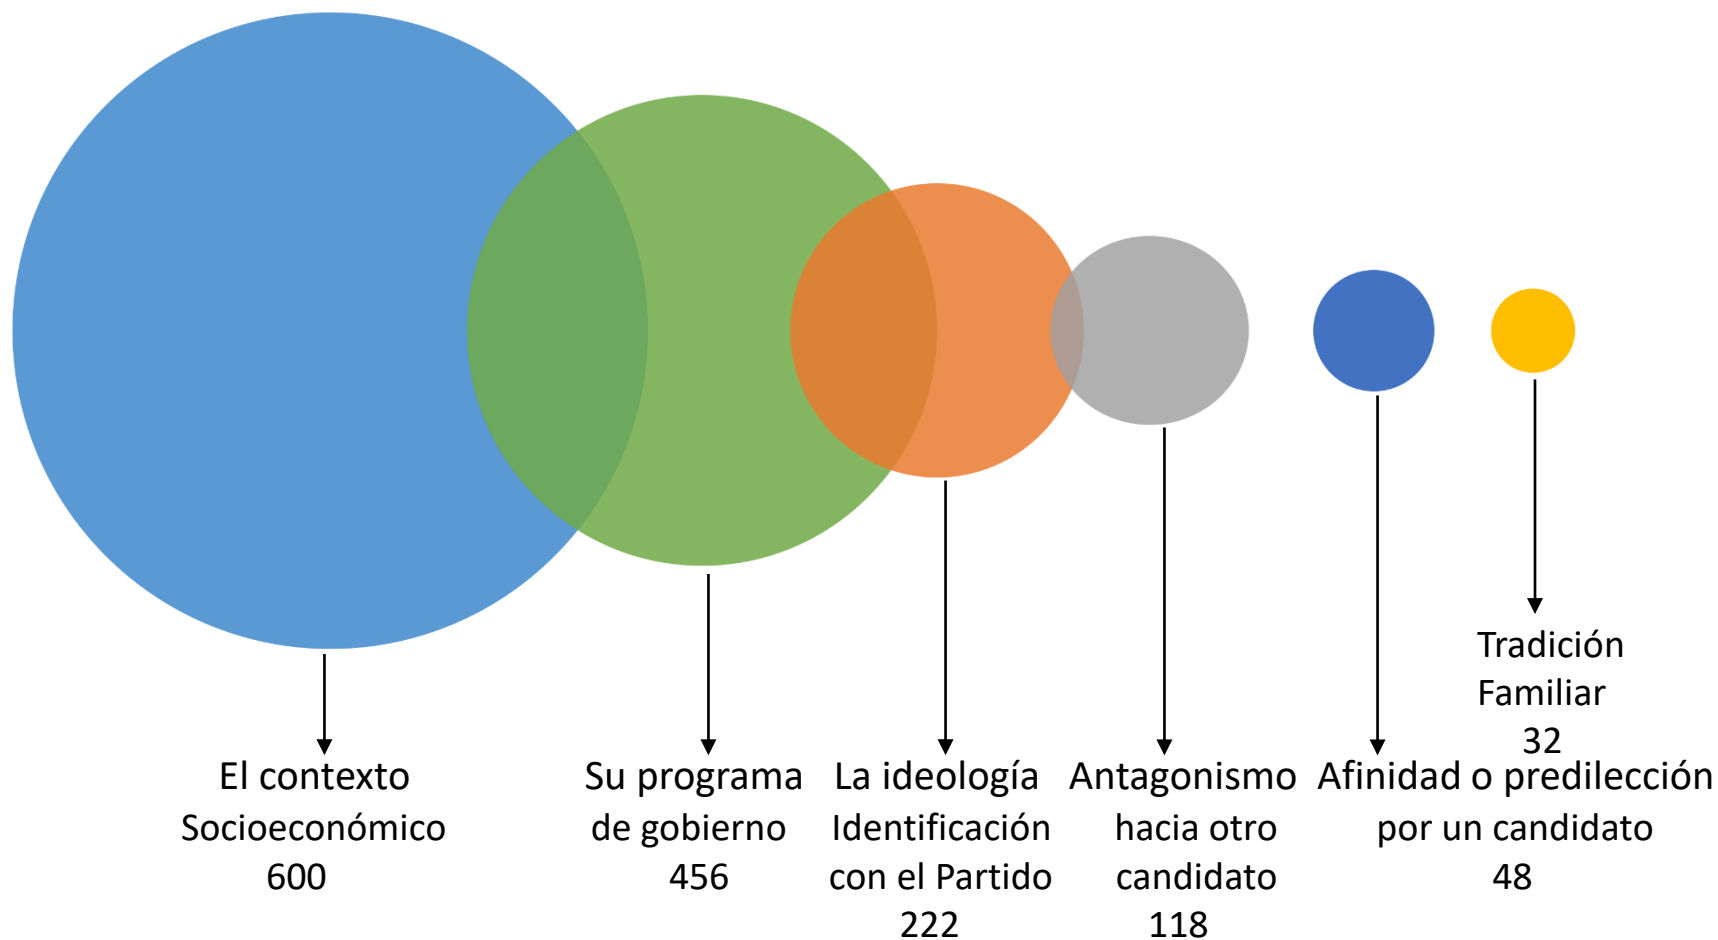 El contexto
Socioeconómico
600
Su programa
de gobierno
456
La ideología
Identificación
con el Partido
222
Antagonismo
hacia otro
candidato
118
Afinidad o predilección
por un candidato
48
Tradición
Familiar
32